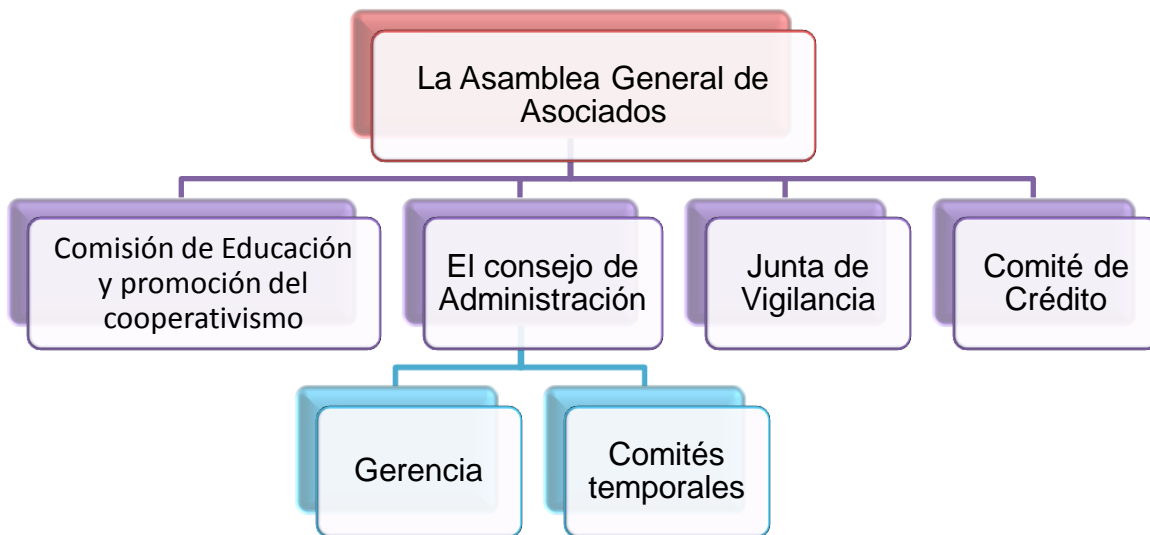 La Asamblea General de
Asociados
Comisión de Educación
y promoción del
cooperativismo
El consejo de
Administración
Junta de
Vigilancia
Comité de
Crédito
Gerencia
Comités
temporales